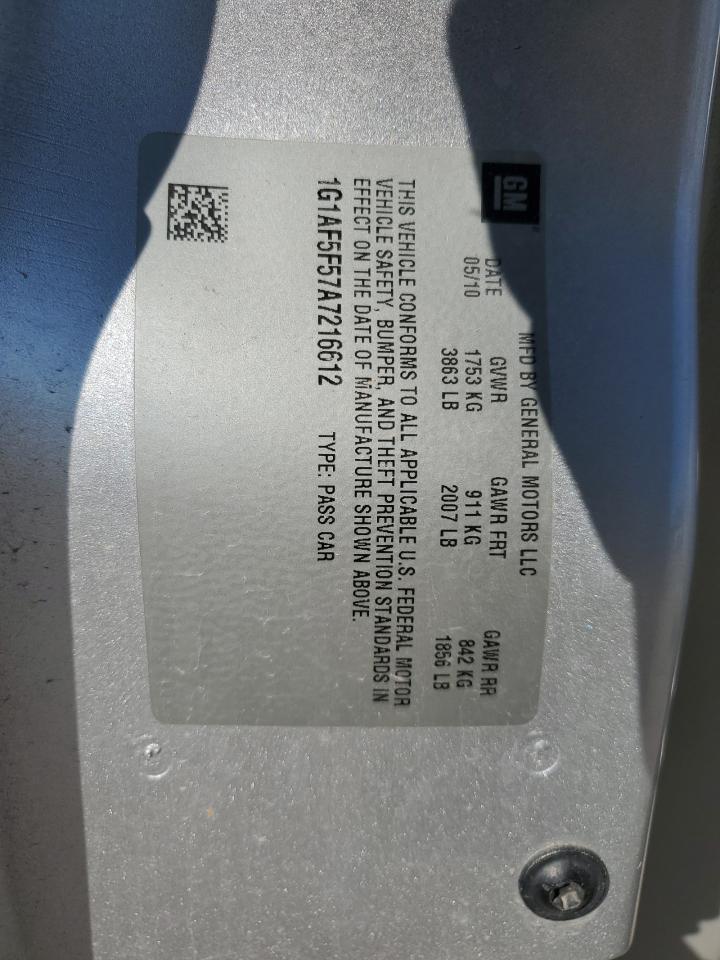 GM
MFD BY GENERAL MOTORS LLC
DATE GVWR GAWR FRT GAWR RR
05/10 1753 KG 911 KG 842 KG
3863 LB 2007 LB 1856 LB
THIS VEHICLE CONFORMS TO ALL APPLICABLE U.S. FEDERAL MOTOR
VEHICLE SAFETY, BUMPER, AND THEFT PREVENTION STANDARDS IN
EFFECT ON THE DATE OF MANUFACTURE SHOWN ABOVE.
1G1AF5F57A7216612 TYPE: PASS CAR